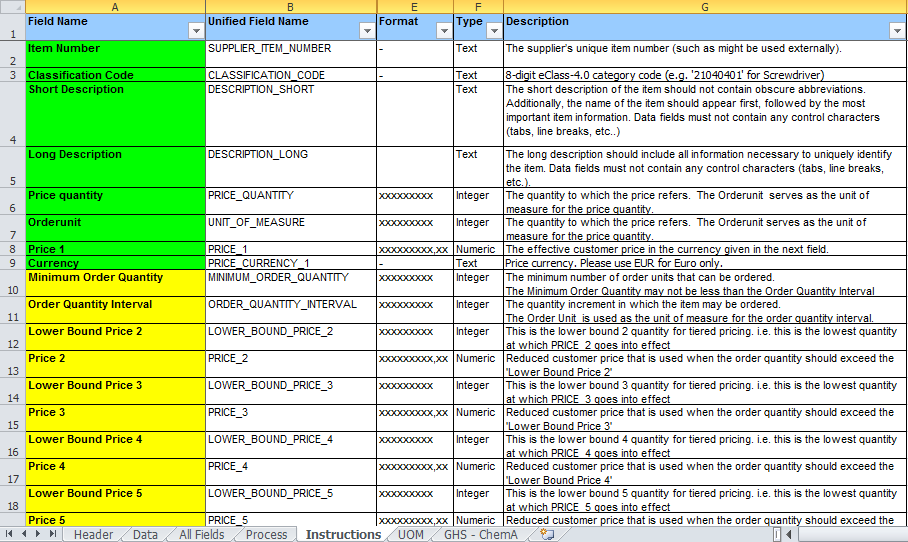 A B E F G
1 Field Name Unified Field Name Format Type Description
2 Item Number SUPPLIER_ITEM_NUMBER - Text The supplier's unique item number (such as might be used externally).
3 Classification Code CLASSIFICATION_CODE - Text 8-digit eClass-4.0 category code (e.g. '21040401' for Screwdriver)
4 Short Description DESCRIPTION_SHORT Text The short description of the item should not contain obscure abbreviations.
Additionally, the name of the item should appear first, followed by the most
important item information. Data fields must not contain any control characters
(tabs, line breaks, etc..)
5 Long Description DESCRIPTION_LONG Text The long description should include all information necessary to uniquely identify
the item. Data fields must not contain any control characters (tabs, line breaks,
etc.).
6 Price quantity PRICE_QUANTITY xxxxxxxxx Integer The quantity to which the price refers. The Orderunit serves as the unit of
measure for the price quantity.
7 Orderunit UNIT_OF_MEASURE xxxxxxxxx Integer The quantity to which the price refers. The Orderunit serves as the unit of
measure for the price quantity.
8 Price 1 PRICE_1 xxxxxxxxx,xx Numeric The effective customer price in the currency given in the next field.
9 Currency PRICE_CURRENCY_1 - Text Price currency. Please use EUR for Euro only.
10 Minimum Order Quantity MINIMUM_ORDER_QUANTITY xxxxxxxxx Integer The minimum number of order units that can be ordered.
The Minimum Order Quantity may not be less than the Order Quantity Interval
11 Order Quantity Interval ORDER_QUANTITY_INTERVAL xxxxxxxxx Integer The quantity increment in which the item may be ordered.
The Order Unit is used as the unit of measure for the order quantity interval.
12 Lower Bound Price 2 LOWER_BOUND_PRICE_2 xxxxxxxxx Integer This is the lower bound 2 quantity for tiered pricing. i.e. this is the lowest quantity
at which PRICE_2 goes into effect
13 Price 2 PRICE_2 xxxxxxxxx,xx Numeric Reduced customer price that is used when the order quantity should exceed the
'Lower Bound Price 2'
14 Lower Bound Price 3 LOWER_BOUND_PRICE_3 xxxxxxxxx Integer This is the lower bound 3 quantity for tiered pricing. i.e. this is the lowest quantity
at which PRICE_3 goes into effect
15 Price 3 PRICE_3 xxxxxxxxx,xx Numeric Reduced customer price that is used when the order quantity should exceed the
'Lower Bound Price 3'
16 Lower Bound Price 4 LOWER_BOUND_PRICE_4 xxxxxxxxx Integer This is the lower bound 4 quantity for tiered pricing. i.e. this is the lowest quantity
at which PRICE_4 goes into effect
17 Price 4 PRICE_4 xxxxxxxxx,xx Numeric Reduced customer price that is used when the order quantity should exceed the
'Lower Bound Price 4'
18 Lower Bound Price 5 LOWER_BOUND_PRICE_5 xxxxxxxxx Integer This is the lower bound 5 quantity for tiered pricing. i.e. this is the lowest quantity
at which PRICE_5 goes into effect
Price 5 PRICE_5 xxxxxxxxx,xx Numeric Reduced customer price that is used when the order quantity should exceed the
Header Data All Fields Process Instructions UOM GHS - ChemA